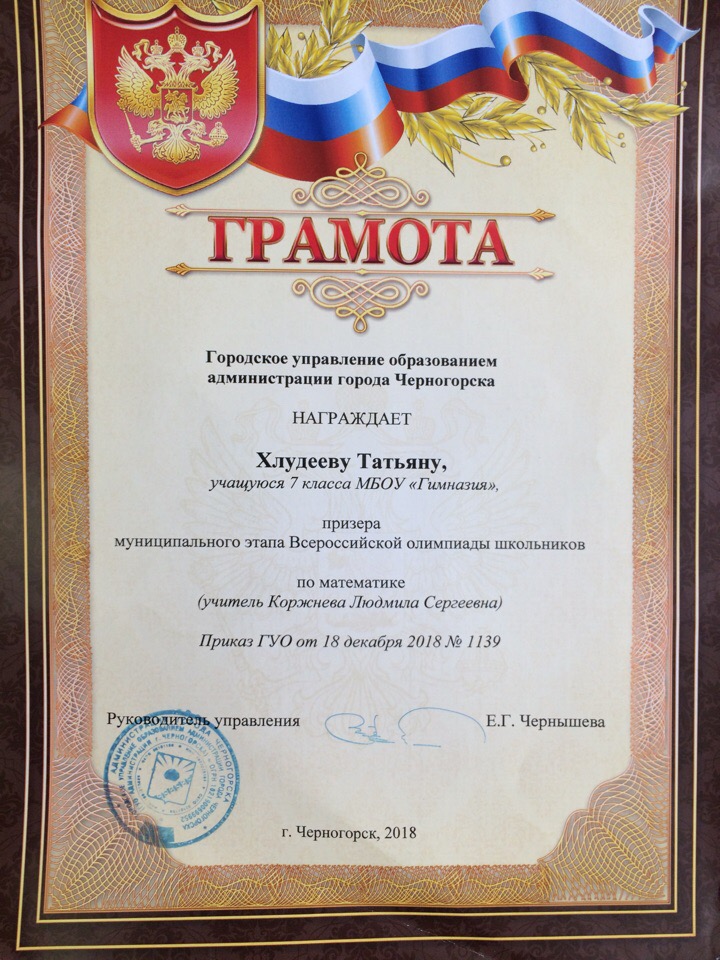 ГРАМОТА
Городское управление образованием
администрации города Черногорска
НАГРАЖДАЕТ
Хлудееву Татьяну,
учащуюся 7 класса МБОУ «Гимназия»,
призера
муниципального этапа Всероссийской олимпиады школьников
по математике
(учитель Коржнева Людмила Сергеевна)
Приказ ГУО от 18 декабря 2018 № 1139
Руководитель управления Е.Г. Чернышева
г. Черногорск, 2018